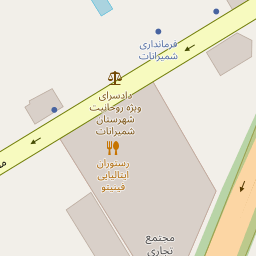 فرمانداری
شمیرانات
دادسرای
ویژه روحانیت
شهرستان
شمیرانات
رستوران
ایتالیایی
فینیتو
مجتمع
تجاری